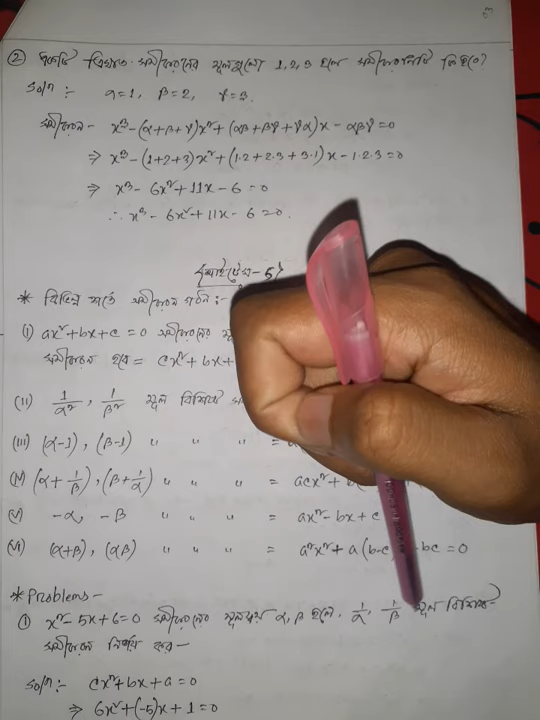 ② একটি ত্রিঘাত সমীকরণের মূলগুলো 1, 2, 3 হলে সমীকরণটি কি হবে?
Soln :- α=1, β=2, γ=3.
সমীকরণ- x³-(α+β+γ)x²+(αβ+βγ+γα)x-αβγ=0
⇒ x³-(1+2+3)x²+(1·2+2·3+3·1)x-1·2·3=0
⇒ x³-6x²+11x-6=0
∴ x³-6x²+11x-6=0.
* বিভিন্ন শর্তে সমীকরণ গঠন:-
(I) ax²+bx+c=0 সমীকরণের
সমীকরণ হবে = cx²+bx+
(II) 1/α², 1/β² মূল বিশিষ্ট
(III) (α-1), (β-1) " " " =
(IV) (α+1/β), (β+1/α) " " " = acx²+
(V) -α, -β " " " = ax²-bx+c
(VI) (α+β), (αβ) " " " = a²x²+a(b-c) -bc=0
* Problems-
① x²-5x+6=0 সমীকরণের মূলদ্বয় α, β হলে, 1/α, 1/β মূল বিশিষ্ট
সমীকরণ নির্ণয় কর-
Soln :- cx²+bx+a=0
⇒ 6x²+(-5)x+1=0